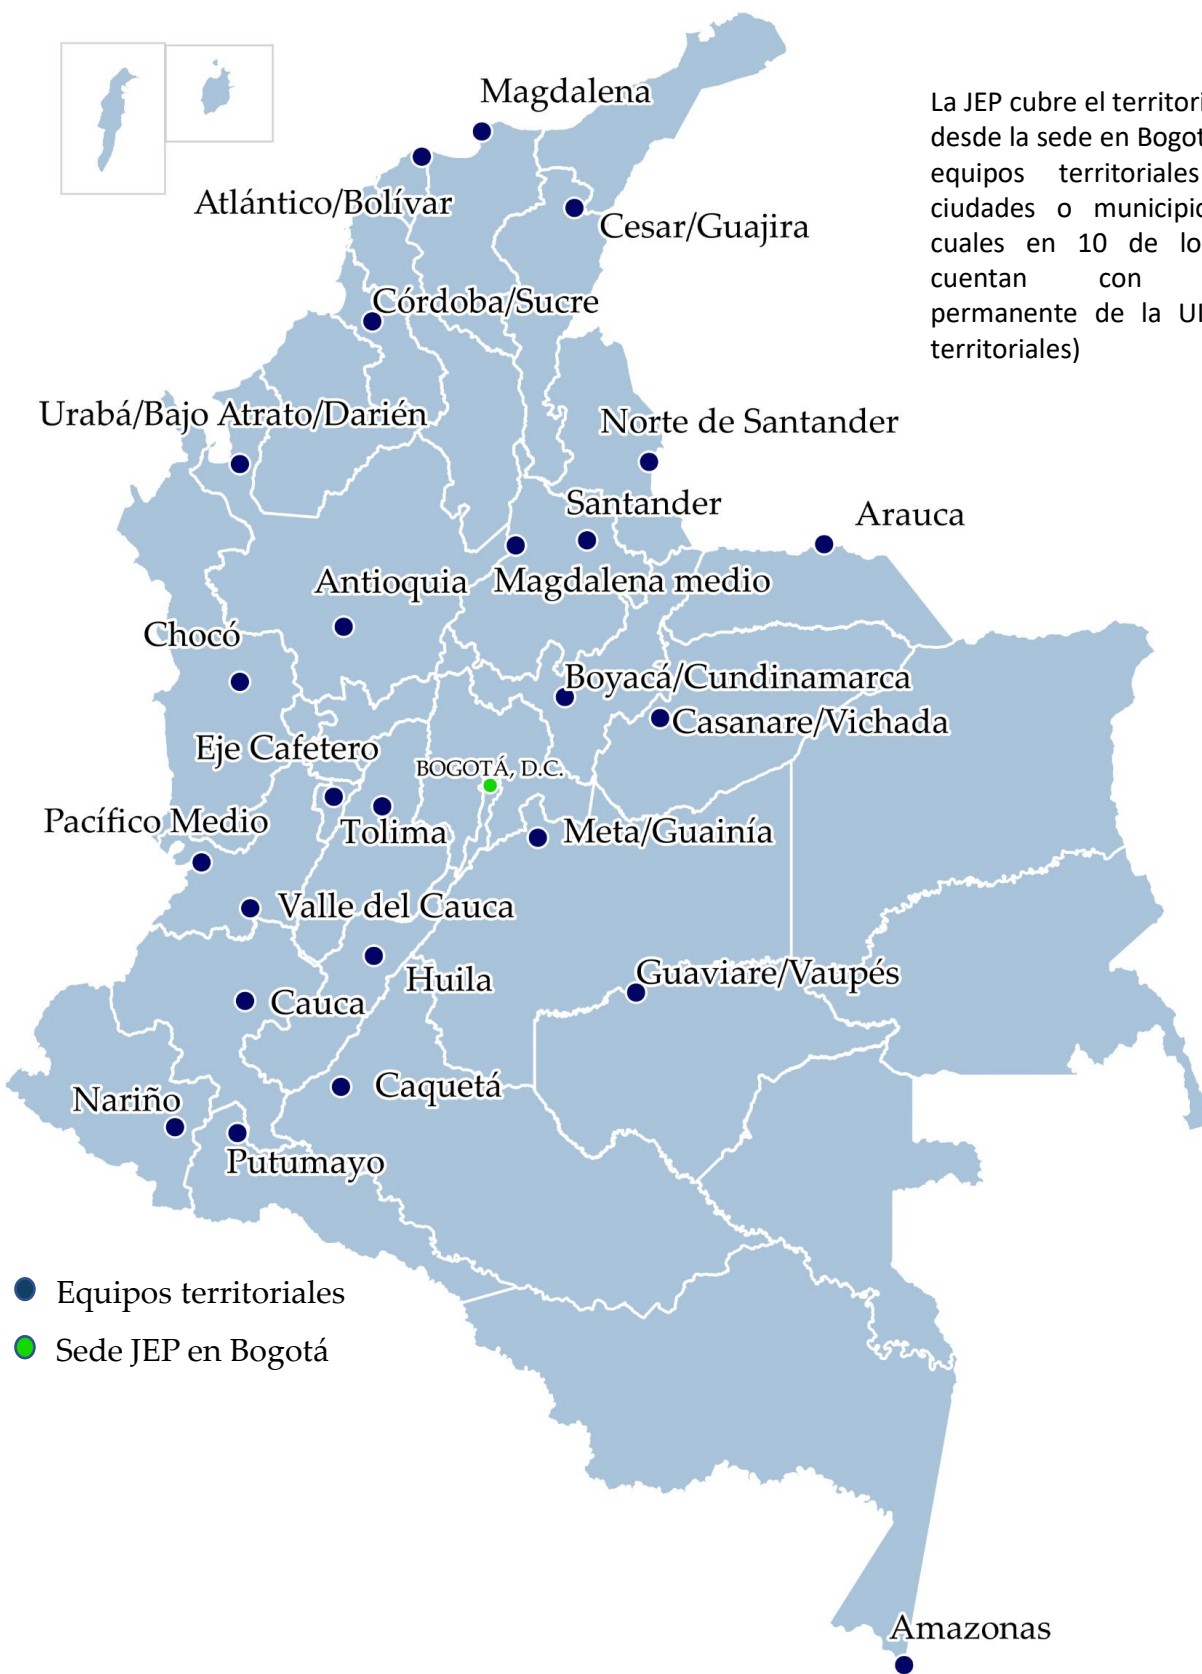 Magdalena
La JEP cubre el territori
desde la sede en Bogot
equipos territoriales
ciudades o municipio
cuales en 10 de lo
cuentan con
permanente de la UI
territoriales)
Atlántico/Bolívar
Cesar/Guajira
Córdoba/Sucre
Urabá/Bajo Atrato/Darién
Norte de Santander
Santander
Arauca
Antioquia
Magdalena medio
Chocó
Boyacá/Cundinamarca
Casanare/Vichada
Eje Cafetero
BOGOTÁ, D.C.
Pacífico Medio
Tolima
Meta/Guainía
Valle del Cauca
Huila
Guaviare/Vaupés
Cauca
Caquetá
Nariño
Putumayo
Equipos territoriales
Sede JEP en Bogotá
Amazonas